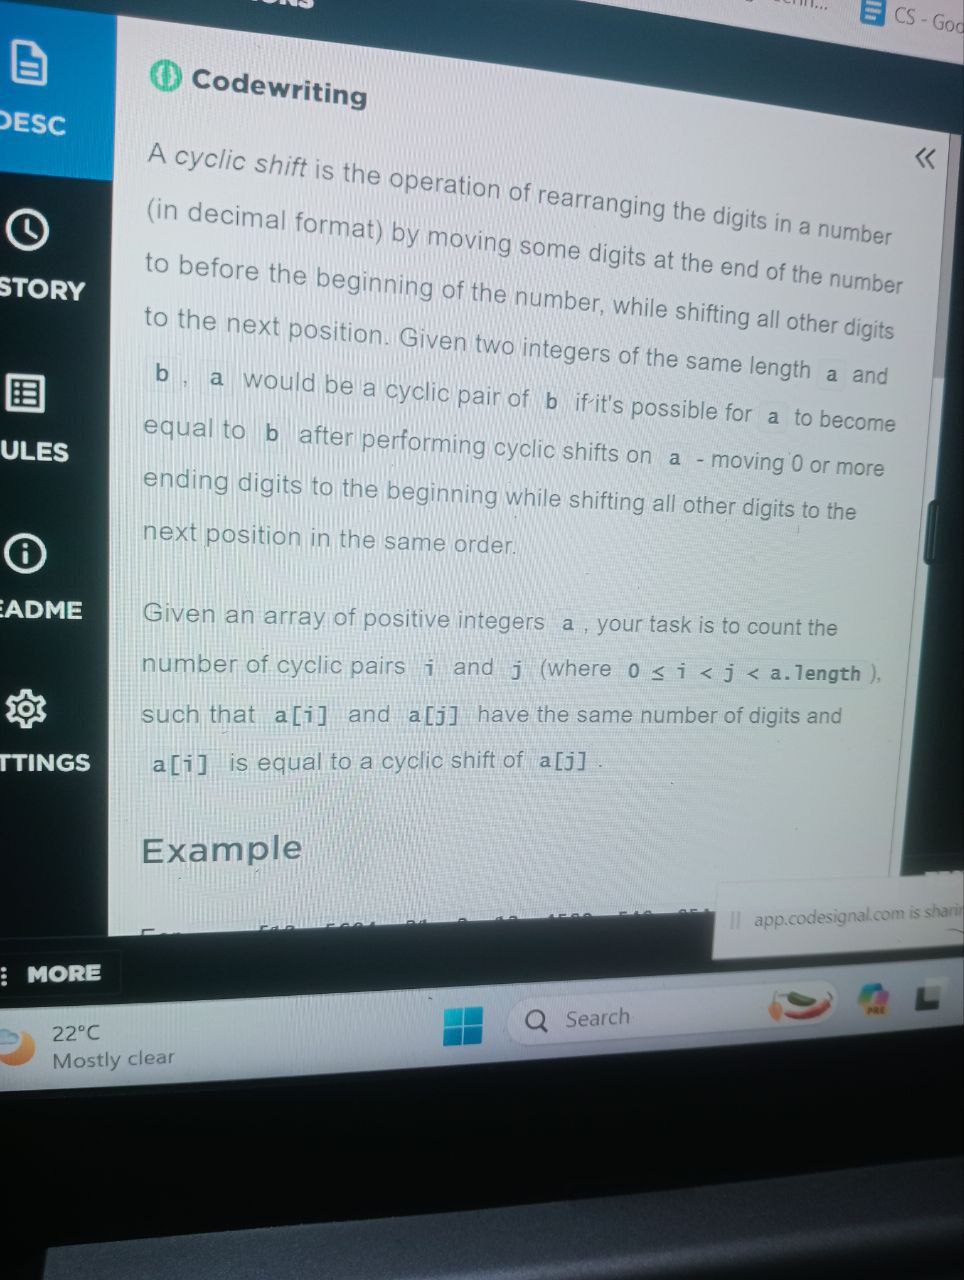 CS - God
DESC
Codewriting
A cyclic shift is the operation of rearranging the digits in a number
(in decimal format) by moving some digits at the end of the number
to before the beginning of the number, while shifting all other digits
to the next position. Given two integers of the same length a and
b , a would be a cyclic pair of b if it's possible for a to become
equal to b after performing cyclic shifts on a - moving 0 or more
ending digits to the beginning while shifting all other digits to the
next position in the same order.
STORY
ULES
EADME
TTINGS
Given an array of positive integers a , your task is to count the
number of cyclic pairs i and j (where 0 ≤ i < j < a.length ),
such that a[i] and a[j] have the same number of digits and
a[i] is equal to a cyclic shift of a[j] .
Example
app.codesignal.com is sharin
MORE
22°C
Mostly clear
Search
PRE